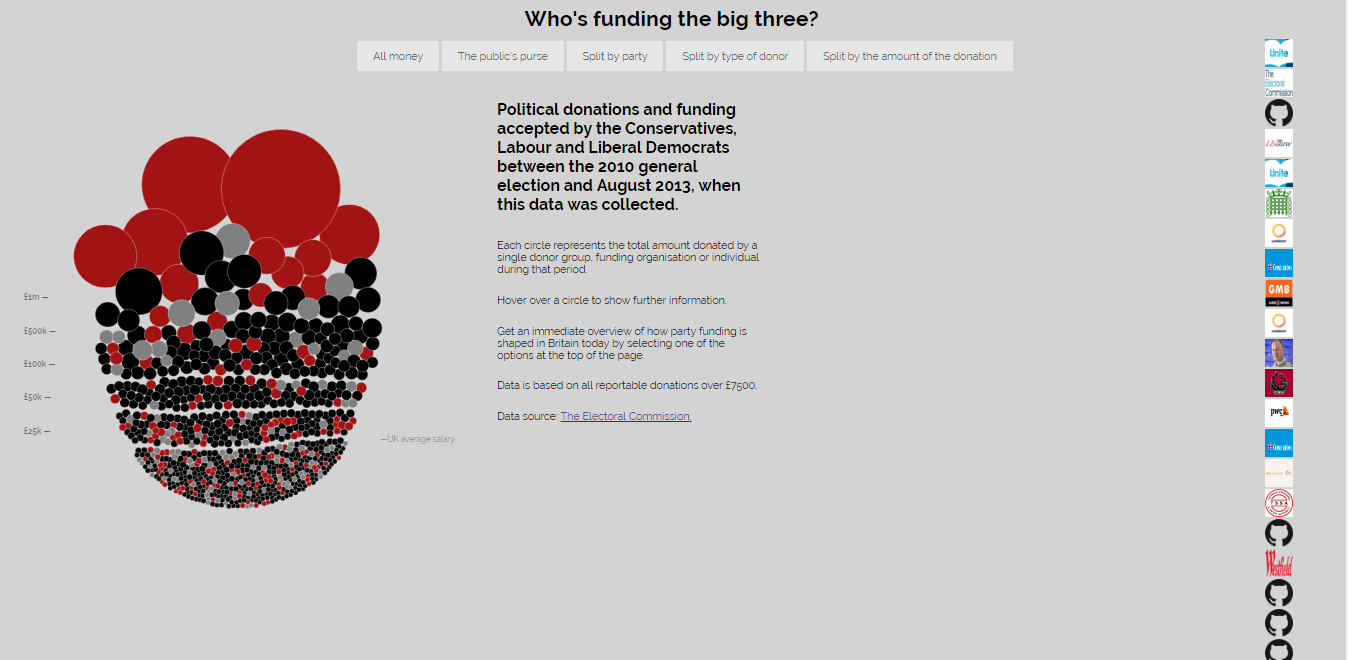 Who's funding the big three?
All money
The public's purse
Split by party
Split by type of donor
Split by the amount of the donation
Political donations and funding
accepted by the Conservatives,
Labour and Liberal Democrats
between the 2010 general
election and August 2013, when
this data was collected.
Each circle represents the total amount donated by a
single donor group, funding organisation or individual
during that period.
Hover over a circle to show further information.
Get an immediate overview of how party funding is
shaped in Britain today by selecting one of the
options at the top of the page.
Data is based on all reportable donations over £7500.
Data source: The Electoral Commission.
£1m —
£500k —
£100k —
£50k —
£25k —
—UK average salary
Unite
The
Electoral
Commission
Unite
GMB
pwc
Westfield